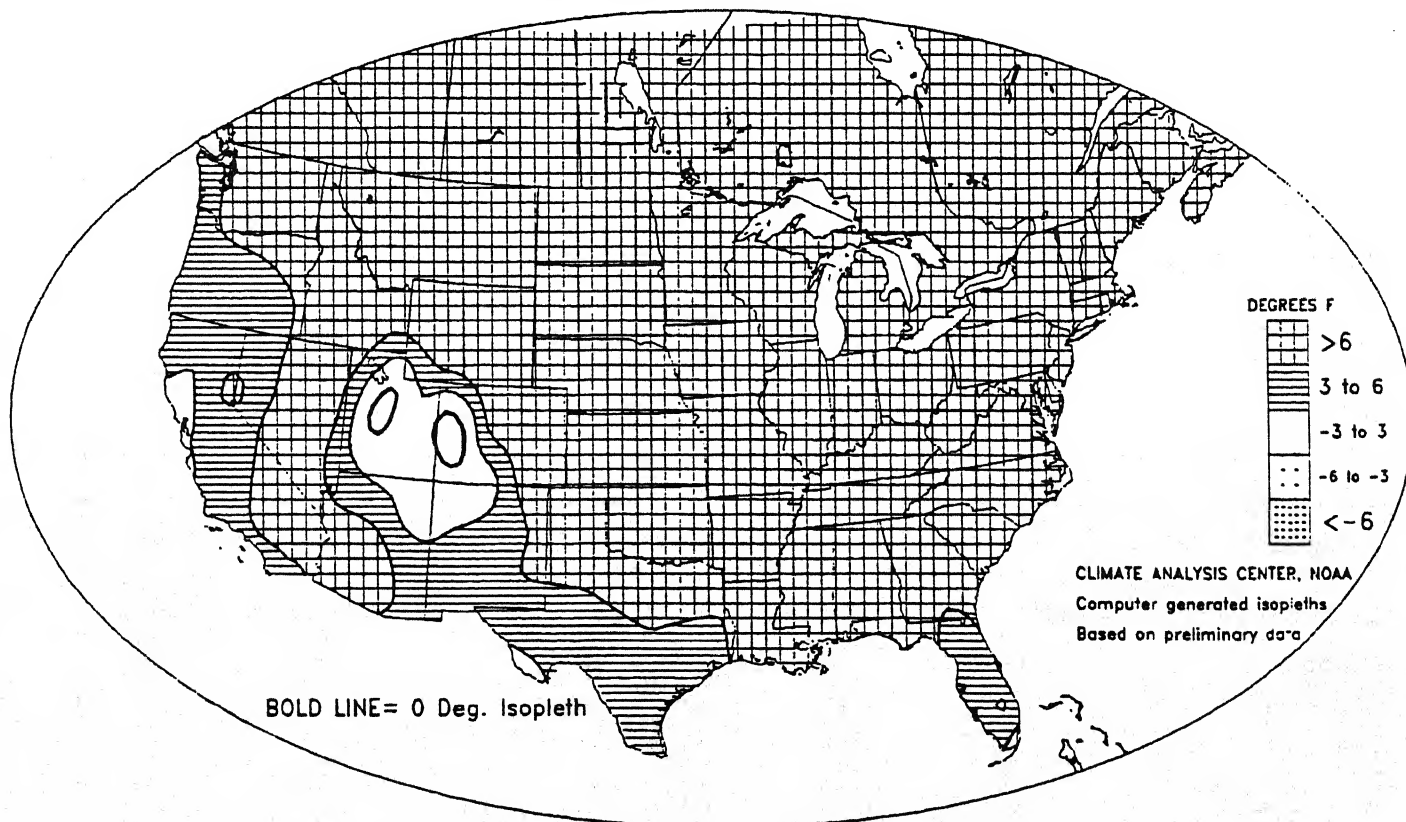 DEGREES F
>6
3 to 6
-3 to 3
-6 to -3
<-6
CLIMATE ANALYSIS CENTER, NOAA
Computer generated isopleths
Based on preliminary data
BOLD LINE= 0 Deg. Isopleth